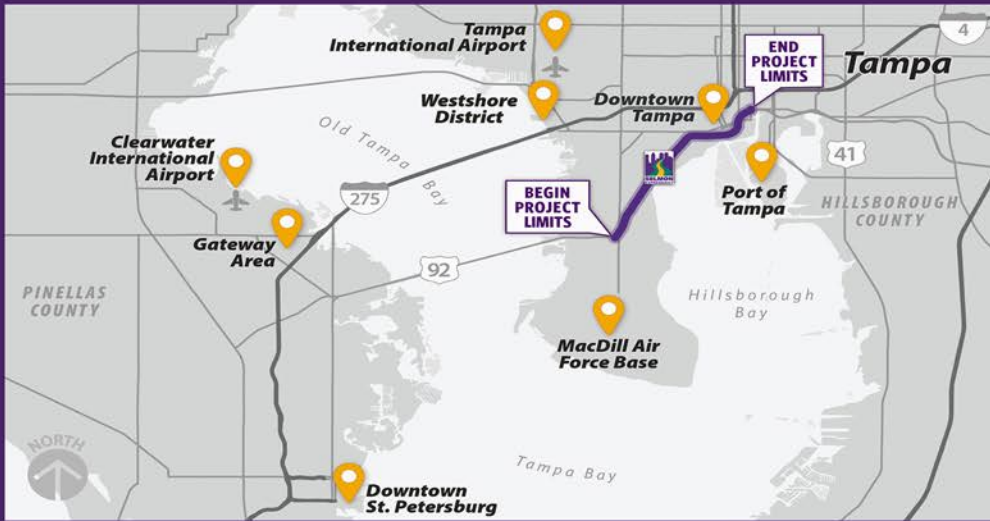 Tampa
International Airport
4
END
PROJECT
LIMITS
Tampa
Westshore
District
Downtown
Tampa
Old Tampa Bay
Clearwater
International
Airport
41
SELMON
275
BEGIN
PROJECT
LIMITS
Port of
Tampa
HILLSBOROUGH
COUNTY
Gateway
Area
92
PINELLAS
COUNTY
Hillsborough
Bay
MacDill Air
Force Base
NORTH
Tampa Bay
Downtown
St. Petersburg